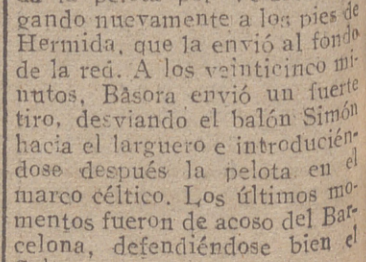 la pelota
gando nuevamente a los pies de
Hermida, que la envió al fondo
de la red. A los veinticinco mi-
nutos, Básora envió un fuerte
tiro, desviando el balón Simón
hacia el larguero e introducién-
dose después la pelota en el
marco céltico. Los últimos mo-
mentos fueron de acoso del Bar-
celona, defendiéndose bien el